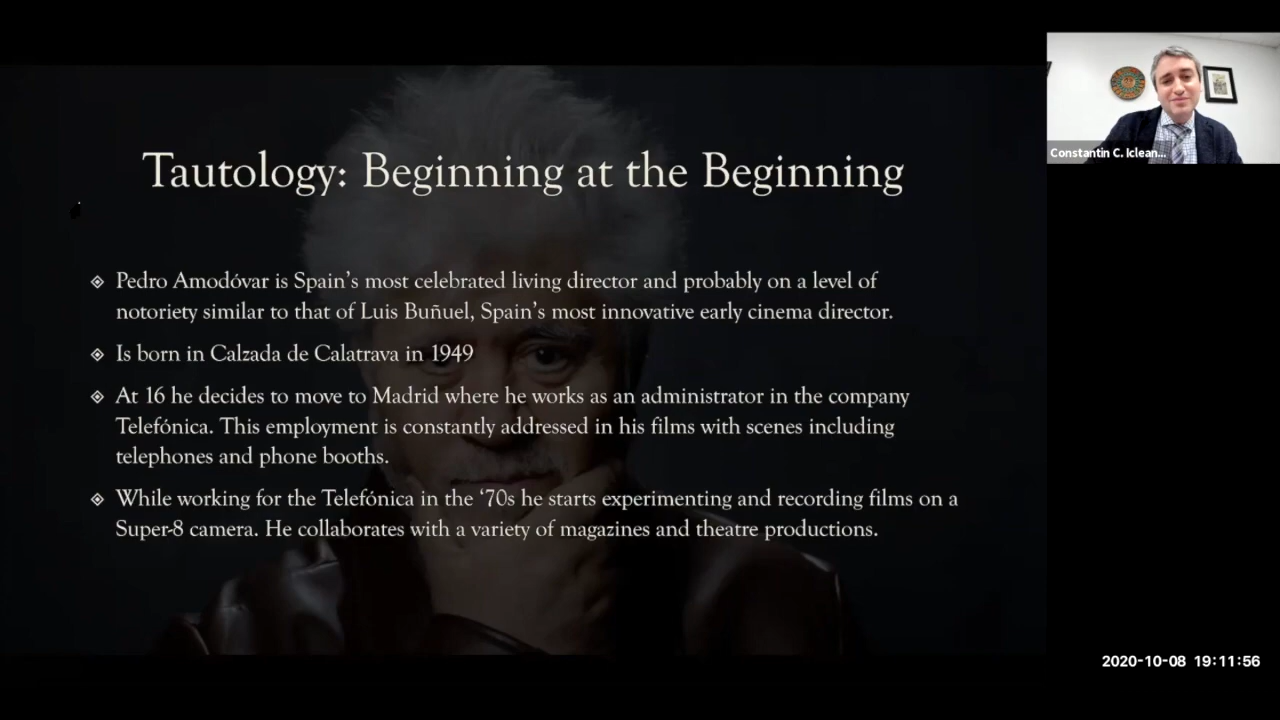 Tautology: Beginning at the Beginning
Pedro Amodóvar is Spain's most celebrated living director and probably on a level of
notoriety similar to that of Luis Buñuel, Spain's most innovative early cinema director.
Is born in Calzada de Calatrava in 1949
At 16 he decides to move to Madrid where he works as an administrator in the company
Telefónica. This employment is constantly addressed in his films with scenes including
telephones and phone booths.
While working for the Telefónica in the ‘70s he starts experimenting and recording films on a
Super-8 camera. He collaborates with a variety of magazines and theatre productions.
Constantin C. Iclean...
2020-10-08 19:11:56